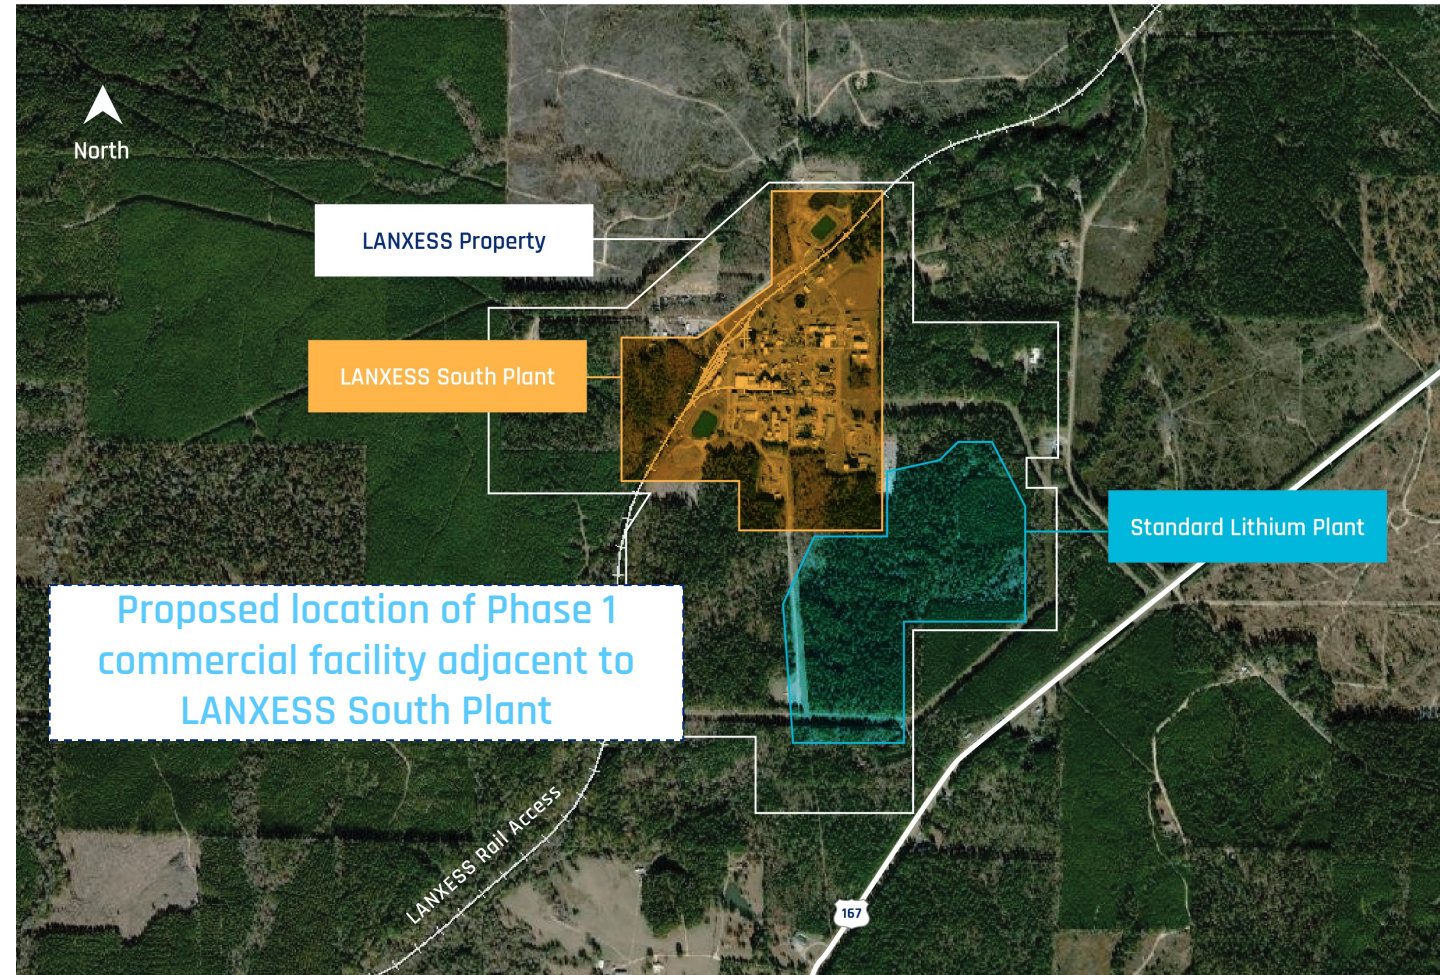 North
LANXESS Property
LANXESS South Plant
Standard Lithium Plant
Proposed location of Phase 1
commercial facility adjacent to
LANXESS South Plant
LANXESS Rail Access
167